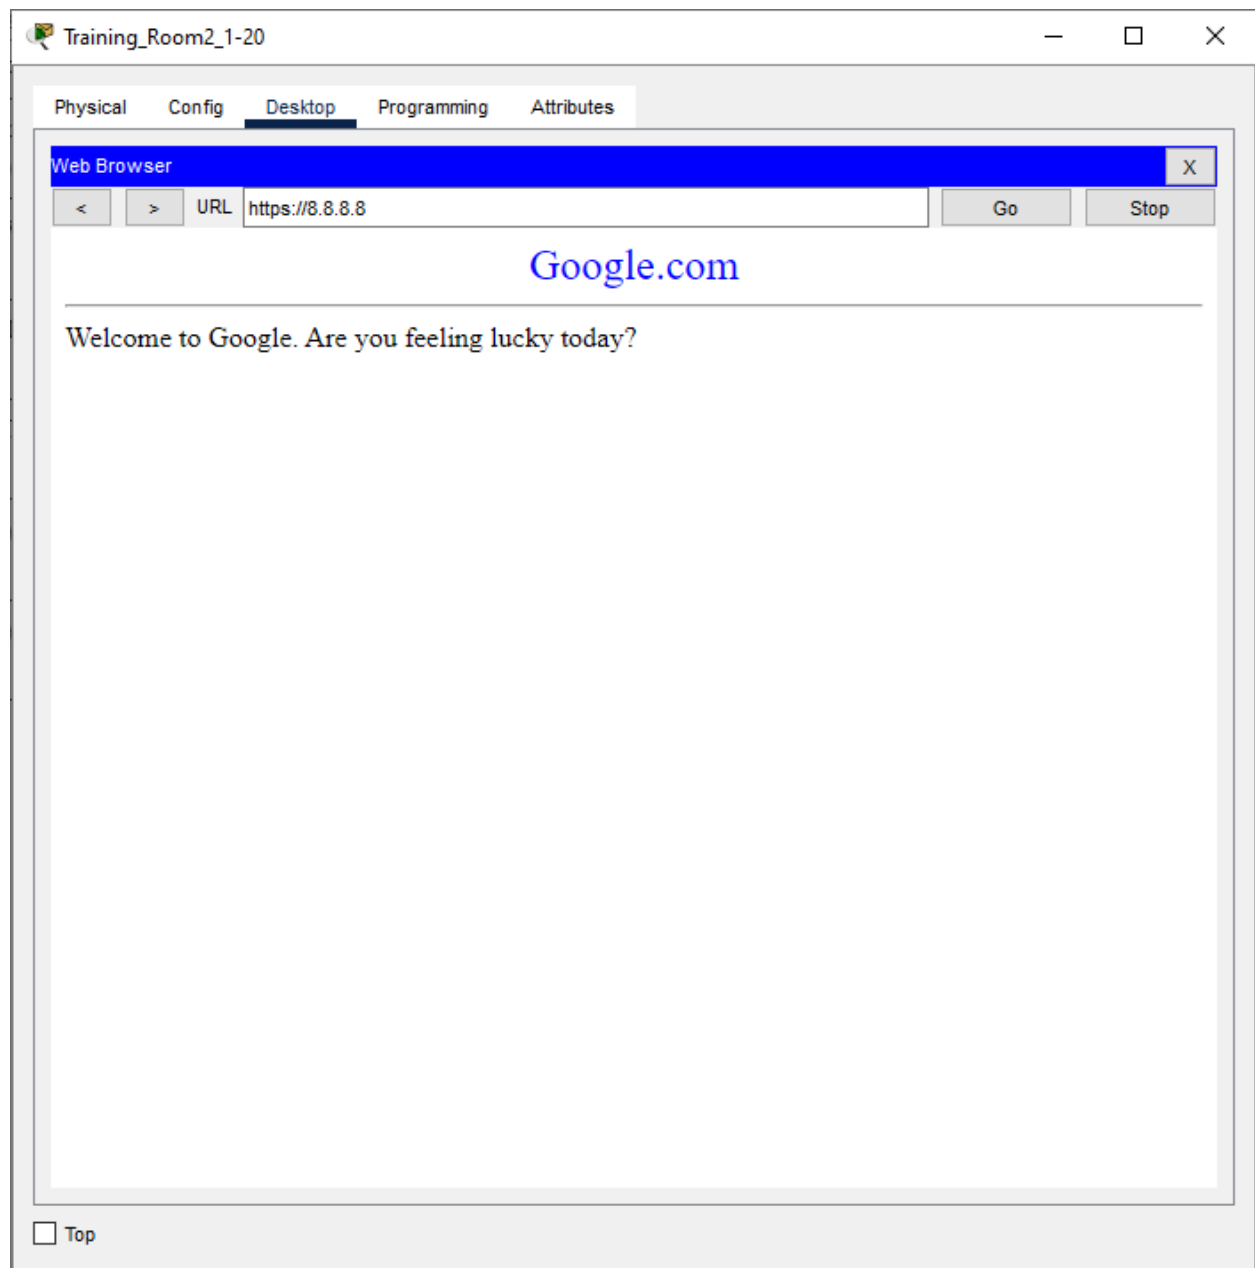 Training_Room2_1-20
Physical Config Desktop Programming Attributes
Web Browser X
< > URL https://8.8.8.8 Go Stop
Google.com
Welcome to Google. Are you feeling lucky today?
Top